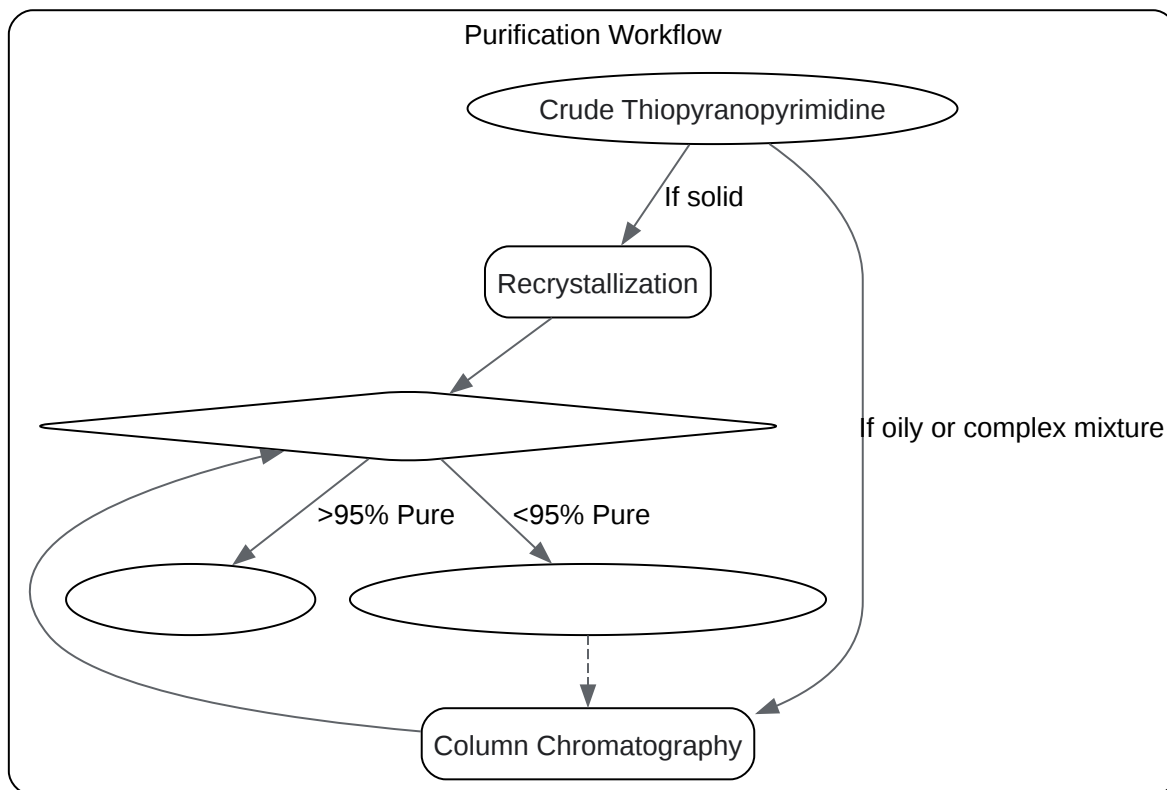 Purification Workflow
Crude Thiopyranopyrimidine
If solid
Recrystallization
If oily or complex mixture
>95% Pure
<95% Pure
Column Chromatography